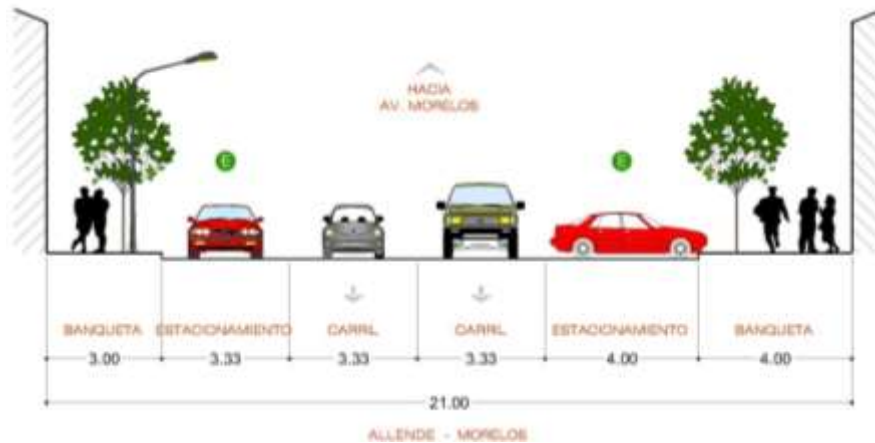 HACIA
AV. MORELOS
E E
BANQUETA ESTACIONAMIENTO CARRIL CARRIL ESTACIONAMIENTO BANQUETA
3.00 3.33 3.33 3.33 4.00 4.00
21.00
ALLENDE - MORELOS